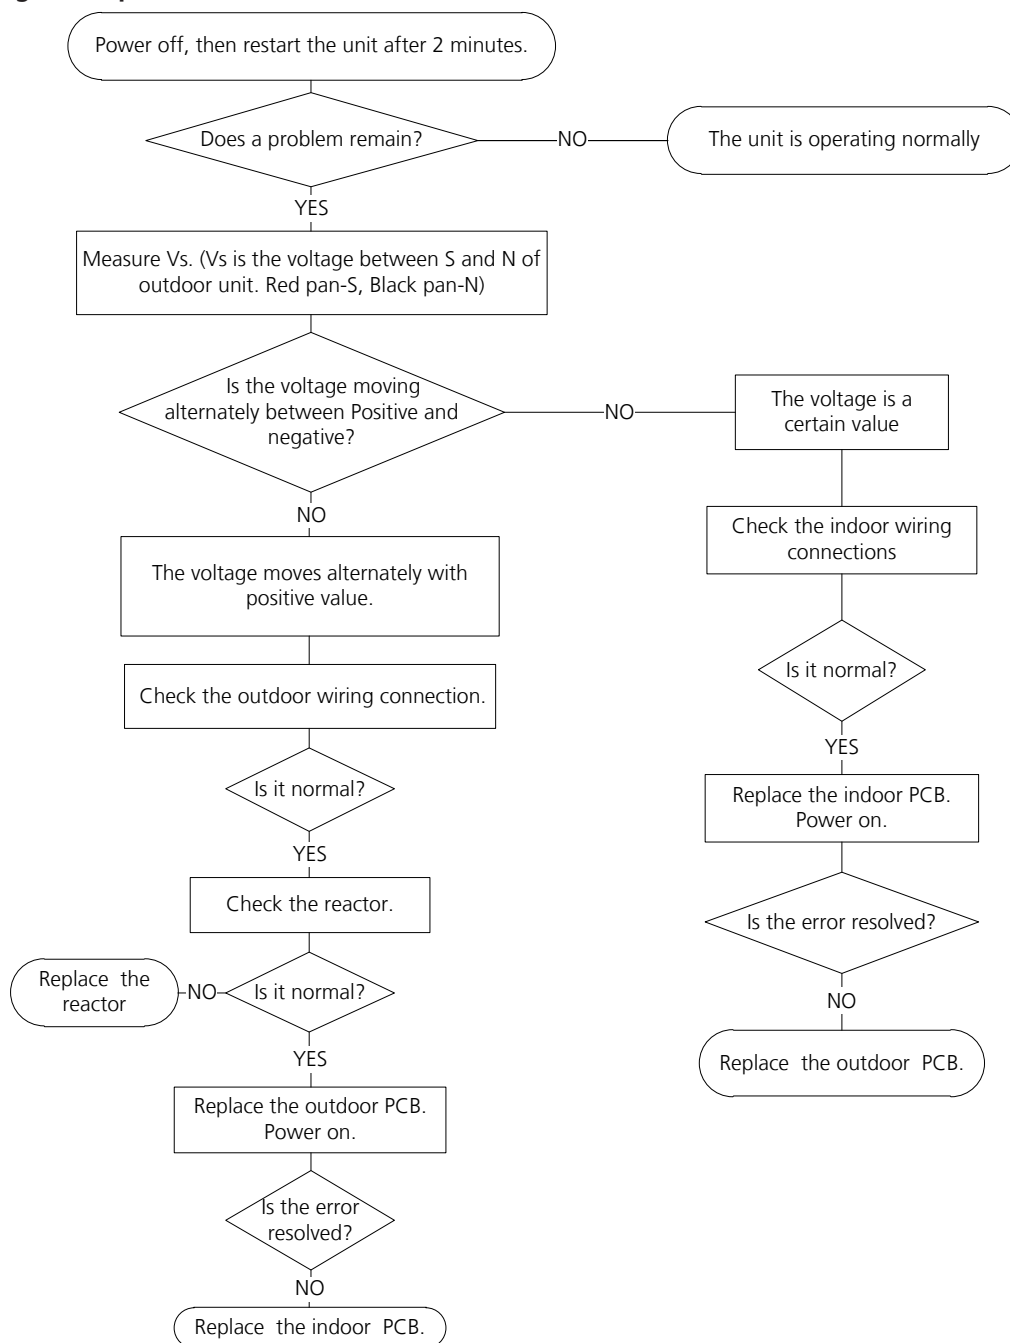 Power off, then restart the unit after 2 minutes.
Does a problem remain?
NO
The unit is operating normally
YES
Measure Vs. (Vs is the voltage between S and N of
outdoor unit. Red pan-S, Black pan-N)
Is the voltage moving
alternately between Positive and
negative?
NO
The voltage is a
certain value
NO
Check the indoor wiring
connections
The voltage moves alternately with
positive value.
Is it normal?
Check the outdoor wiring connection.
YES
Is it normal?
Replace the indoor PCB.
Power on.
YES
Check the reactor.
Is the error resolved?
Replace the
reactor
NO
Is it normal?
NO
YES
Replace the outdoor PCB.
Replace the outdoor PCB.
Power on.
Is the error
resolved?
NO
Replace the indoor PCB.